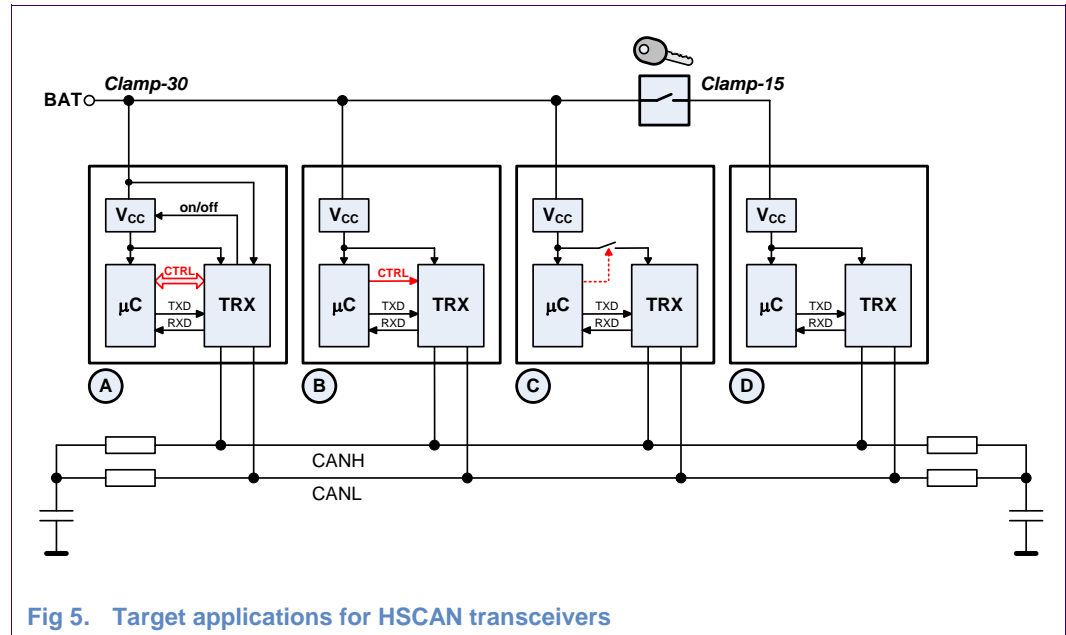 Clamp-30
Clamp-15
BAT
VCC
on/off
CTRL
µC
TXD
RXD
TRX
A
VCC
CTRL
µC
TXD
RXD
TRX
B
VCC
µC
TXD
RXD
TRX
C
VCC
µC
TXD
RXD
TRX
D
CANH
CANL
Fig 5. Target applications for HSCAN transceivers